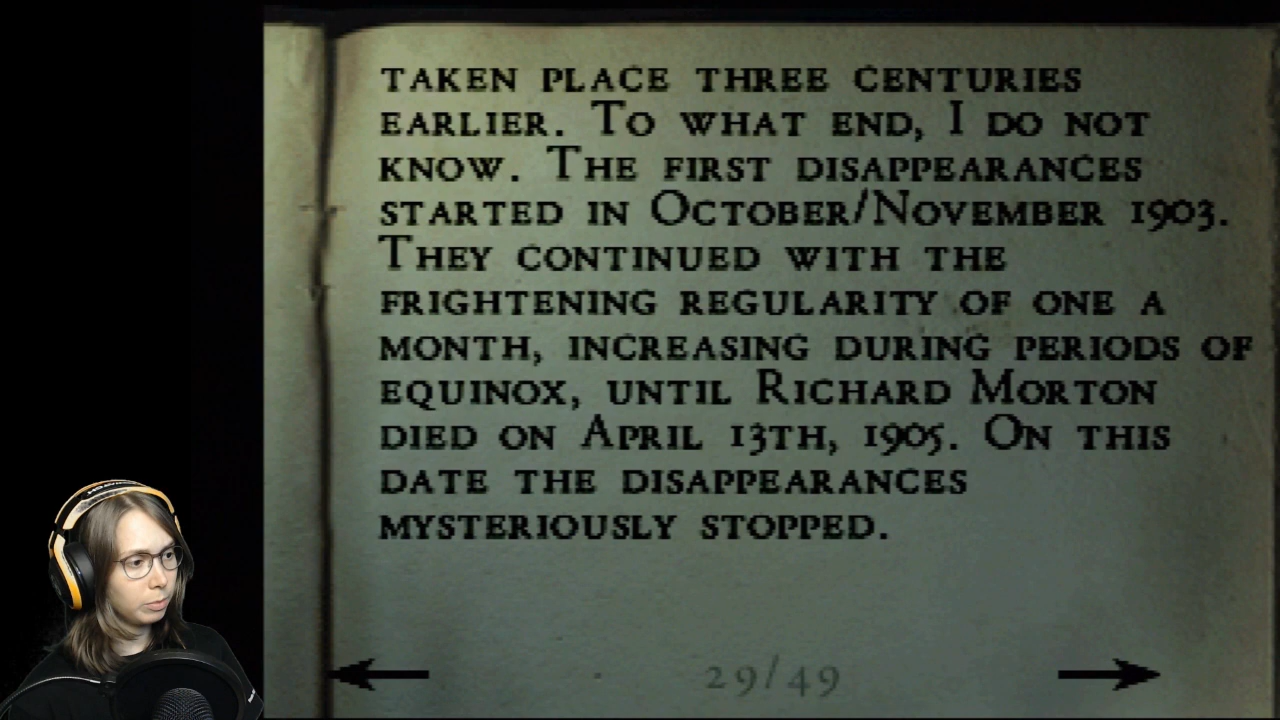 TAKEN PLACE THREE CENTURIES
EARLIER. TO WHAT END, I DO NOT
KNOW. THE FIRST DISAPPEARANCES
STARTED IN OCTOBER/NOVEMBER 1903.
THEY CONTINUED WITH THE
FRIGHTENING REGULARITY OF ONE A
MONTH, INCREASING DURING PERIODS OF
EQUINOX, UNTIL RICHARD MORTON
DIED ON APRIL 13TH, 1905. ON THIS
DATE THE DISAPPEARANCES
MYSTERIOUSLY STOPPED.
29/49